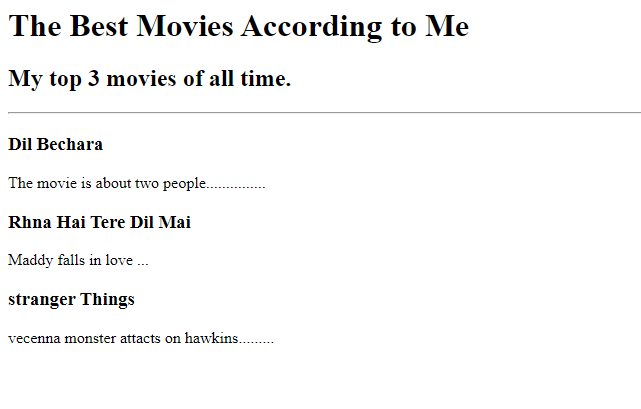 The Best Movies According to Me
My top 3 movies of all time.
Dil Bechara
The movie is about two people...............
Rhna Hai Tere Dil Mai
Maddy falls in love ...
stranger Things
vecenna monster attacts on hawkins.........